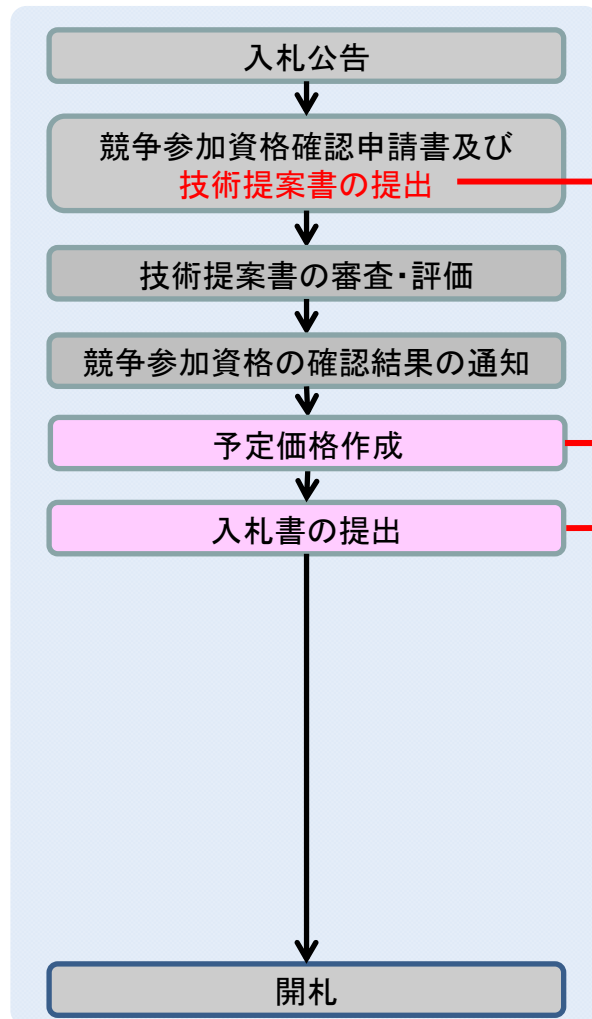 入札公告
競争参加資格確認申請書及び
技術提案書の提出
技術提案書の審査・評価
競争参加資格の確認結果の通知
予定価格作成
入札書の提出
開札